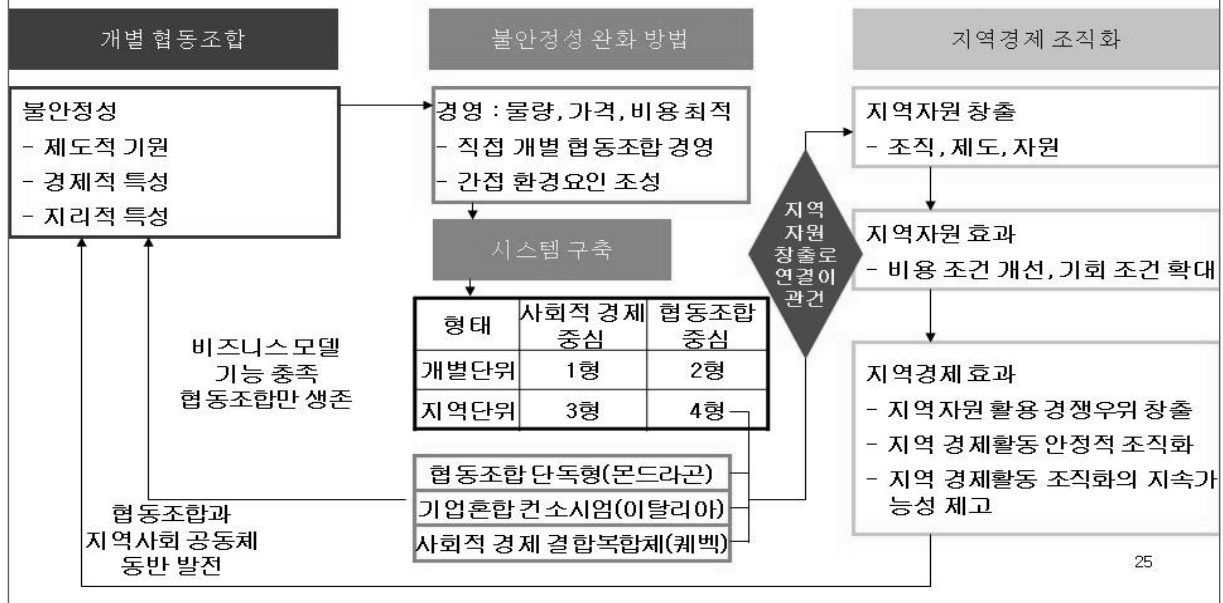 개별 협동조합
불안정성 완화 방법
지역경제 조직화
불안정성
- 제도적 기원
- 경제적 특성
- 지리적 특성
경영 : 물량, 가격, 비용 최적
- 직접 개별 협동조합 경영
- 간접 환경요인 조성
시스템 구축
형태
사회적 경제
중심
협동조합
중심
개별단위
1형
2형
지역단위
3형
4형
협동조합 단독형(몬드라곤)
기업혼합 컨소시엄(이탈리아)
사회적 경제 결합복합체(퀘벡)
비즈니스 모델
기능 충족
협동조합만 생존
협동조합과
지역사회 공동체
동반 발전
지역
자원
창출로
연결이
관건
지역자원 창출
- 조직, 제도, 자원
지역자원 효과
- 비용 조건 개선, 기회 조건 확대
지역경제 효과
- 지역자원 활용 경쟁우위 창출
- 지역 경제활동 안정적 조직화
- 지역 경제활동 조직화의 지속가
능성 제고
25